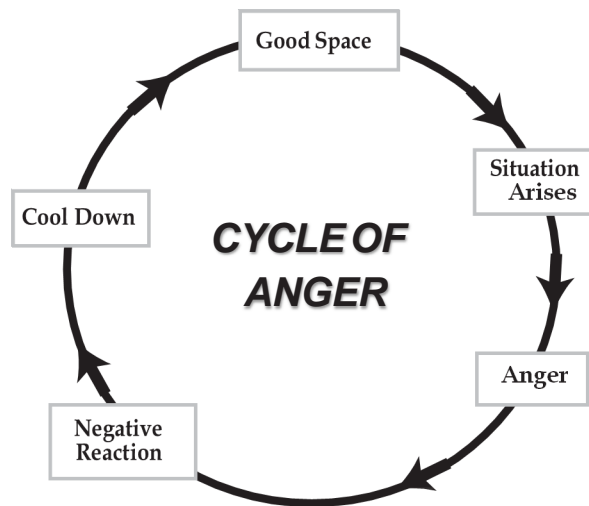 Good Space
Situation
Arises
Cool Down
CYCLE OF
ANGER
Anger
Negative
Reaction